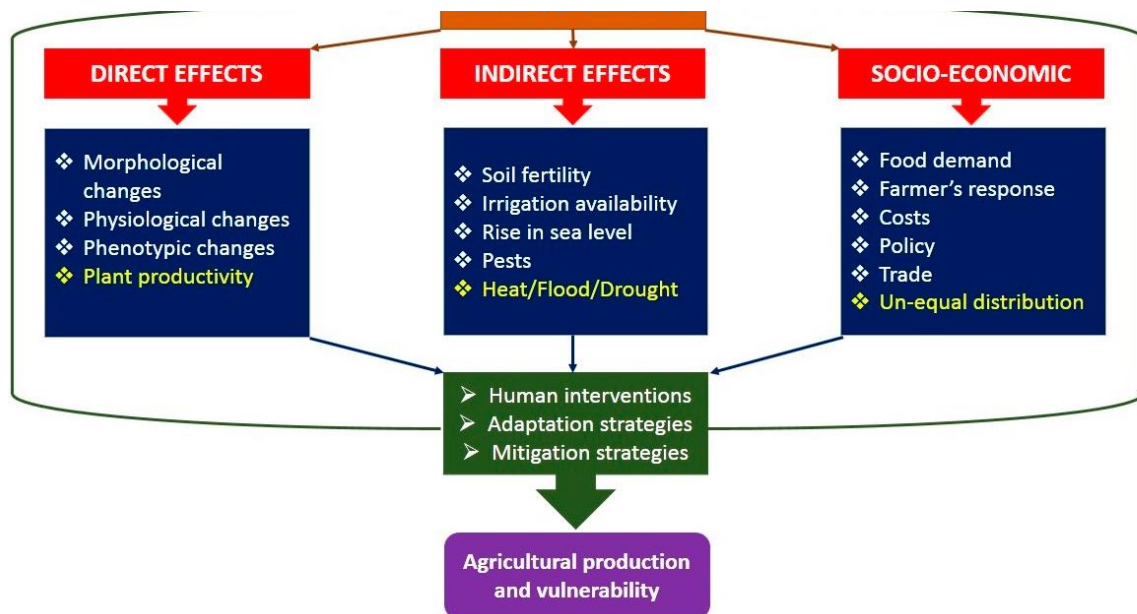 DIRECT EFFECTS
❖ Morphological
changes
❖ Physiological changes
❖ Phenotypic changes
❖ Plant productivity
INDIRECT EFFECTS
❖ Soil fertility
❖ Irrigation availability
❖ Rise in sea level
❖ Pests
❖ Heat/Flood/Drought
SOCIO-ECONOMIC
❖ Food demand
❖ Farmer’s response
❖ Costs
❖ Policy
❖ Trade
❖ Un-equal distribution
➢ Human interventions
➢ Adaptation strategies
➢ Mitigation strategies
Agricultural production
and vulnerability